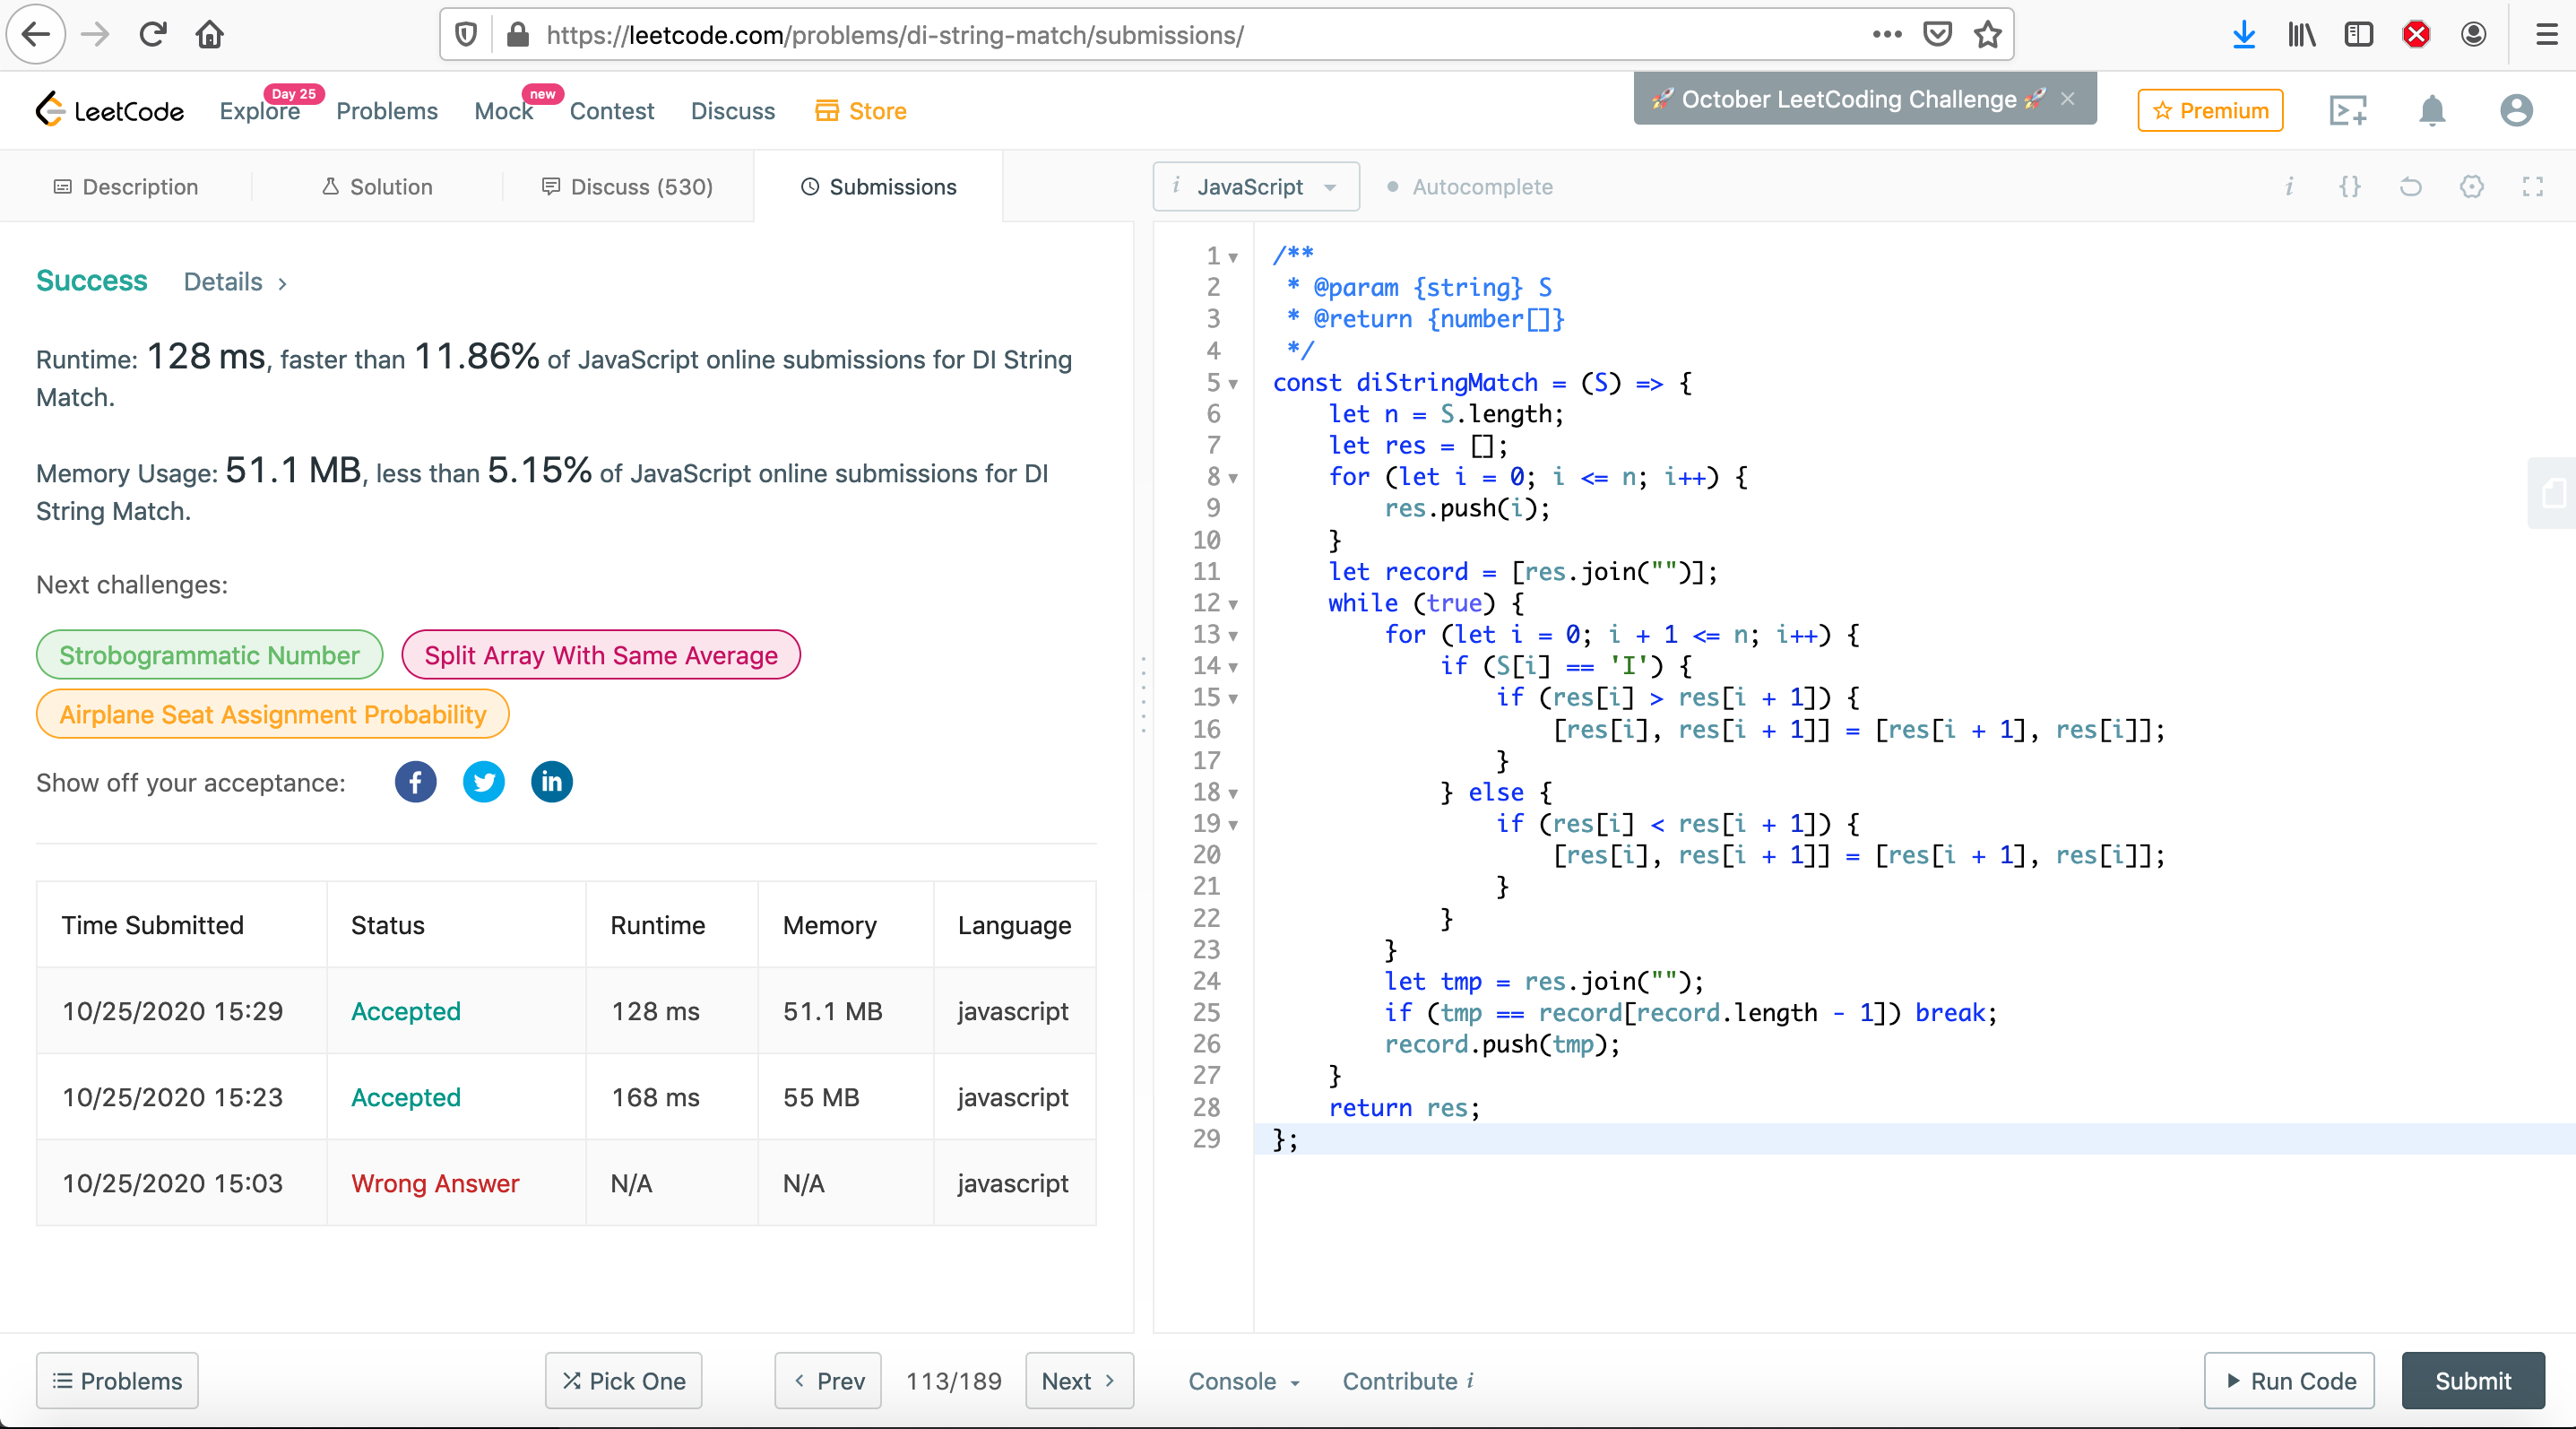 https://leetcode.com/problems/di-string-match/submissions/
LeetCode
Explore
Day 25
Problems
Mock
new
Contest
Discuss
Store
🚀 October LeetCoding Challenge 🚀 ×
Premium
Description
Solution
Discuss (530)
Submissions
i JavaScript
Autocomplete
i
{}
Success
Details >
Runtime: 128 ms, faster than 11.86% of JavaScript online submissions for DI String
Match.
Memory Usage: 51.1 MB, less than 5.15% of JavaScript online submissions for DI
String Match.
Next challenges:
Strobogrammatic Number
Split Array With Same Average
Airplane Seat Assignment Probability
Show off your acceptance:
f
in
Time Submitted Status Runtime Memory Language
10/25/2020 15:29 Accepted 128 ms 51.1 MB javascript
10/25/2020 15:23 Accepted 168 ms 55 MB javascript
10/25/2020 15:03 Wrong Answer N/A N/A javascript
1 /**
2  * @param {string} S
3  * @return {number[]}
4  */
5 const diStringMatch = (S) => {
6     let n = S.length;
7     let res = [];
8     for (let i = 0; i <= n; i++) {
9         res.push(i);
10     }
11     let record = [res.join("")];
12     while (true) {
13         for (let i = 0; i + 1 <= n; i++) {
14             if (S[i] == 'I') {
15                 if (res[i] > res[i + 1]) {
16                     [res[i], res[i + 1]] = [res[i + 1], res[i]];
17                 }
18             } else {
19                 if (res[i] < res[i + 1]) {
20                     [res[i], res[i + 1]] = [res[i + 1], res[i]];
21                 }
22             }
23         }
24         let tmp = res.join("");
25         if (tmp == record[record.length - 1]) break;
26         record.push(tmp);
27     }
28     return res;
29 };
Problems
Pick One
< Prev
113/189
Next >
Console
Contribute i
Run Code
Submit